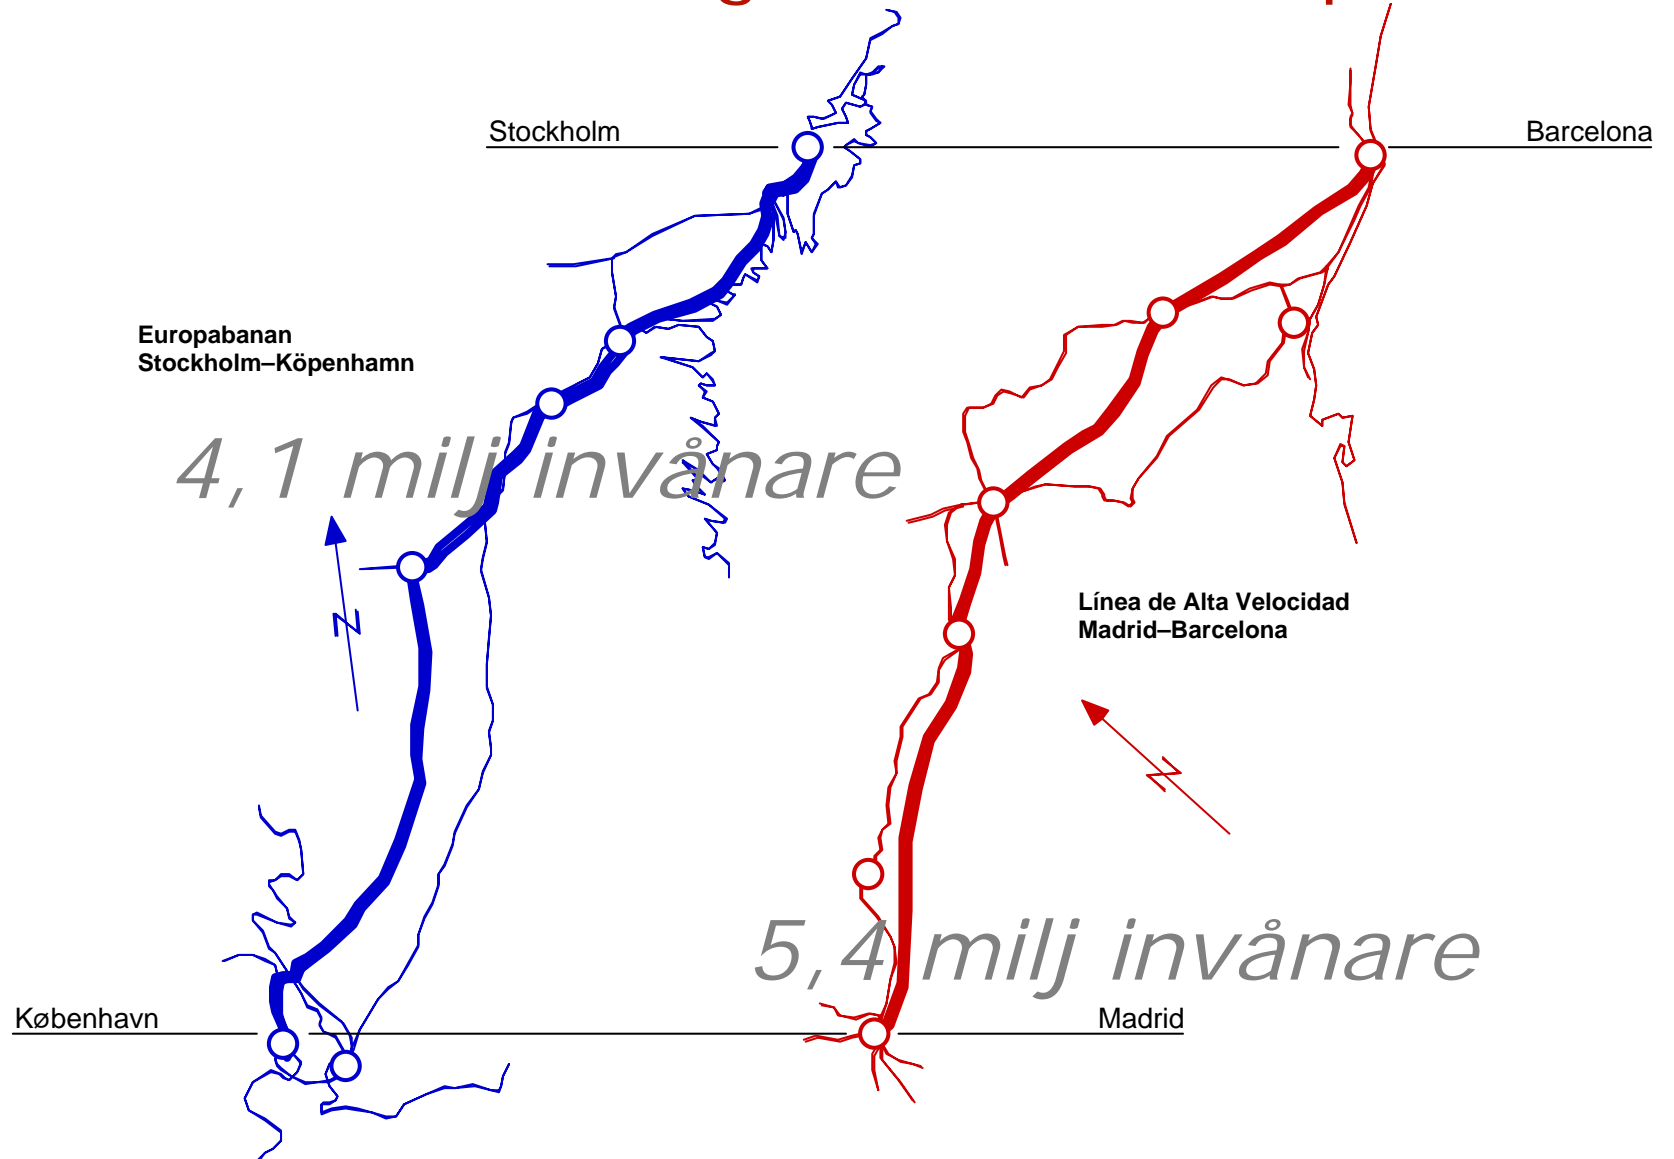 Stockholm
Barcelona
Europabanan
Stockholm–Köpenhamn
4,1 milj invånare
N
Línea de Alta Velocidad
Madrid–Barcelona
N
5,4 milj invånare
København
Madrid